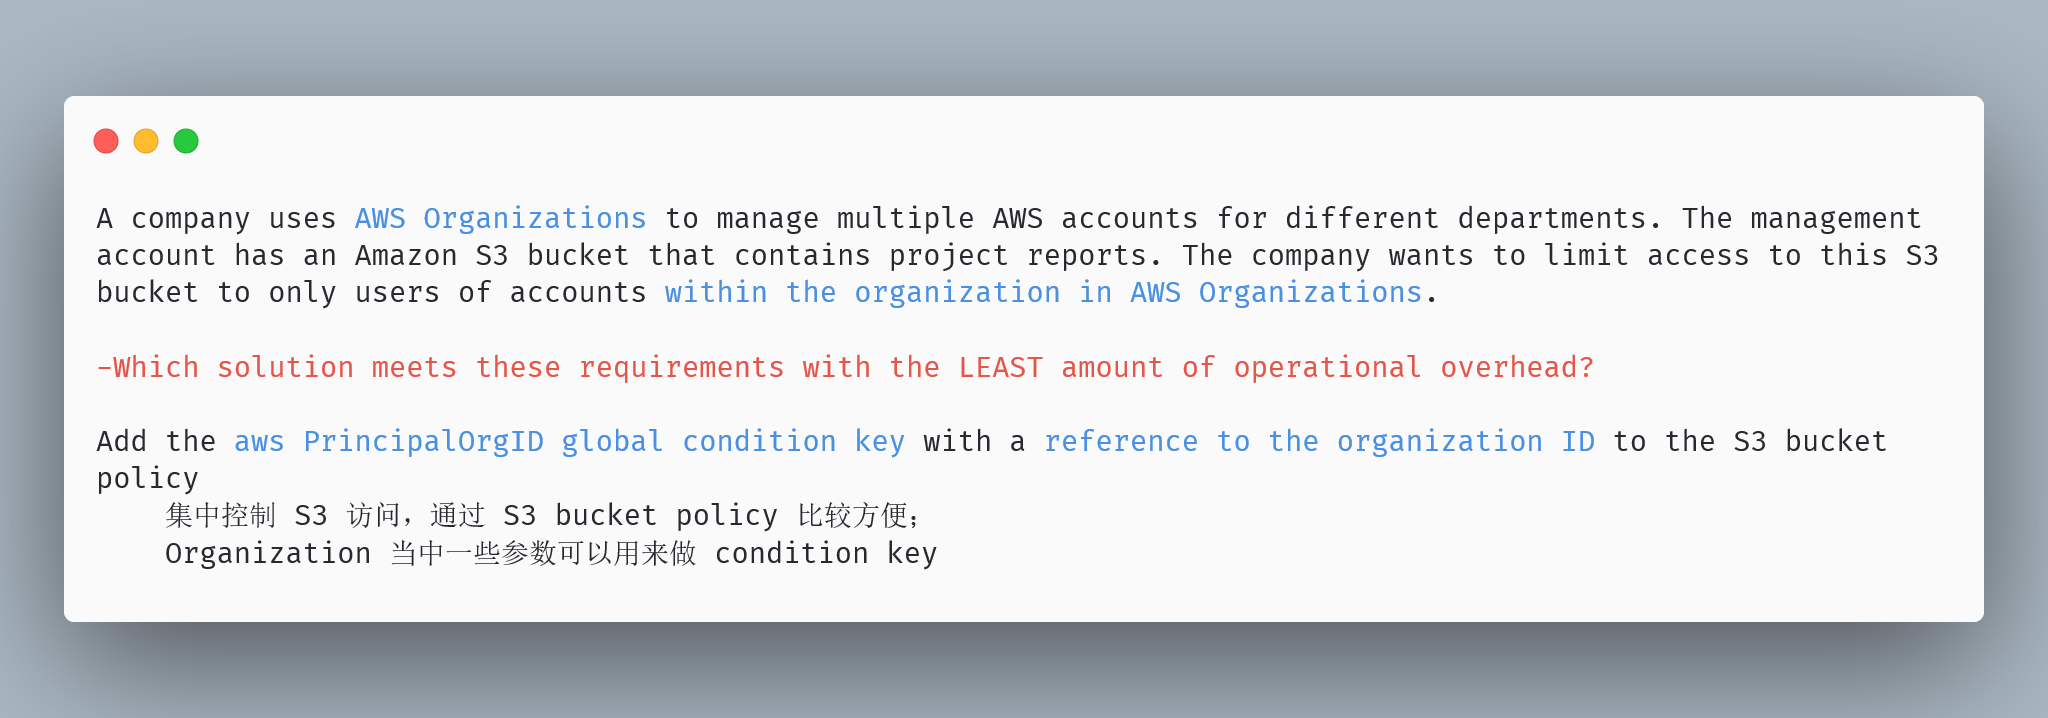 A company uses AWS Organizations to manage multiple AWS accounts for different departments. The management
account has an Amazon S3 bucket that contains project reports. The company wants to limit access to this S3
bucket to only users of accounts within the organization in AWS Organizations.
-Which solution meets these requirements with the LEAST amount of operational overhead?
Add the aws PrincipalOrgID global condition key with a reference to the organization ID to the S3 bucket
policy
集中控制 S3 访问，通过 S3 bucket policy 比较方便；
Organization 当中一些参数可以用来做 condition key